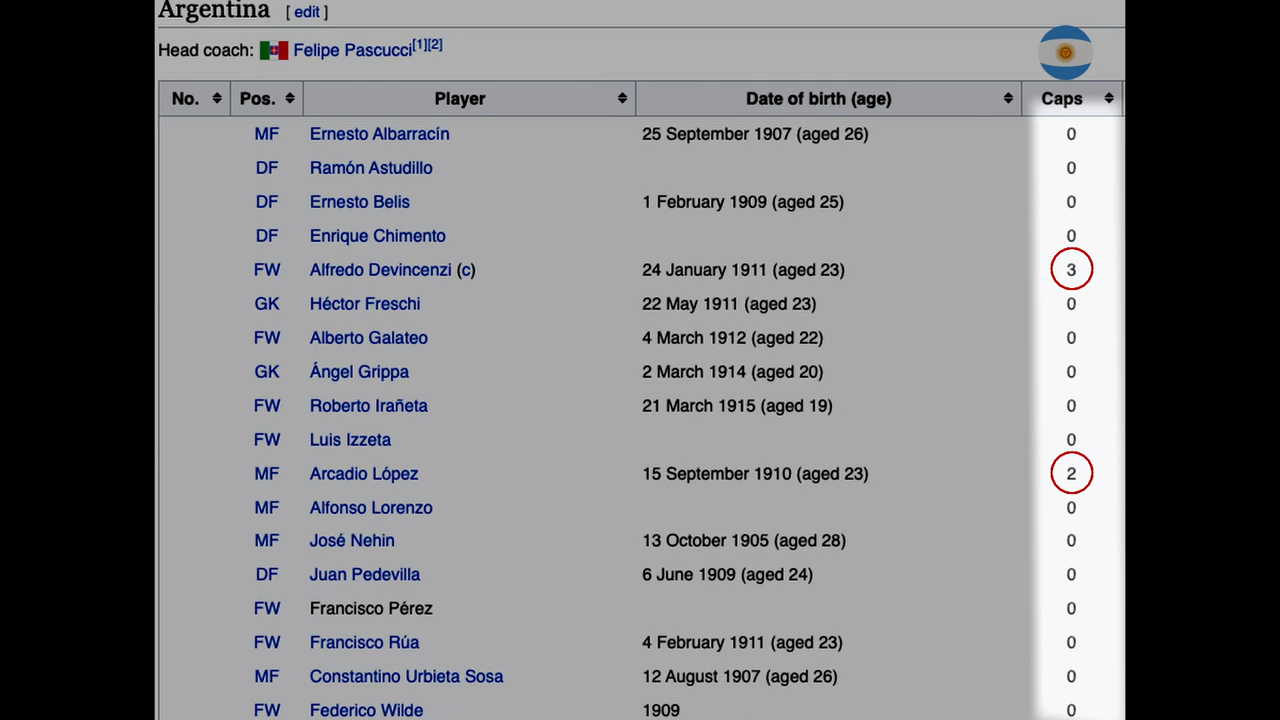 Argentina [ edit ]
Head coach: Felipe Pascucci[1][2]
No. Pos. Player Date of birth (age) Caps
MF Ernesto Albarracín 25 September 1907 (aged 26) 0
DF Ramón Astudillo 0
DF Ernesto Belis 1 February 1909 (aged 25) 0
DF Enrique Chimento 0
FW Alfredo Devincenzi (c) 24 January 1911 (aged 23) 3
GK Héctor Freschi 22 May 1911 (aged 23) 0
FW Alberto Galateo 4 March 1912 (aged 22) 0
GK Ángel Grippa 2 March 1914 (aged 20) 0
FW Roberto Irañeta 21 March 1915 (aged 19) 0
FW Luis Izzeta 0
MF Arcadio López 15 September 1910 (aged 23) 2
MF Alfonso Lorenzo 0
MF José Nehin 13 October 1905 (aged 28) 0
DF Juan Pedevilla 6 June 1909 (aged 24) 0
FW Francisco Pérez 0
FW Francisco Rúa 4 February 1911 (aged 23) 0
MF Constantino Urbieta Sosa 12 August 1907 (aged 26) 0
FW Federico Wilde 1909 0